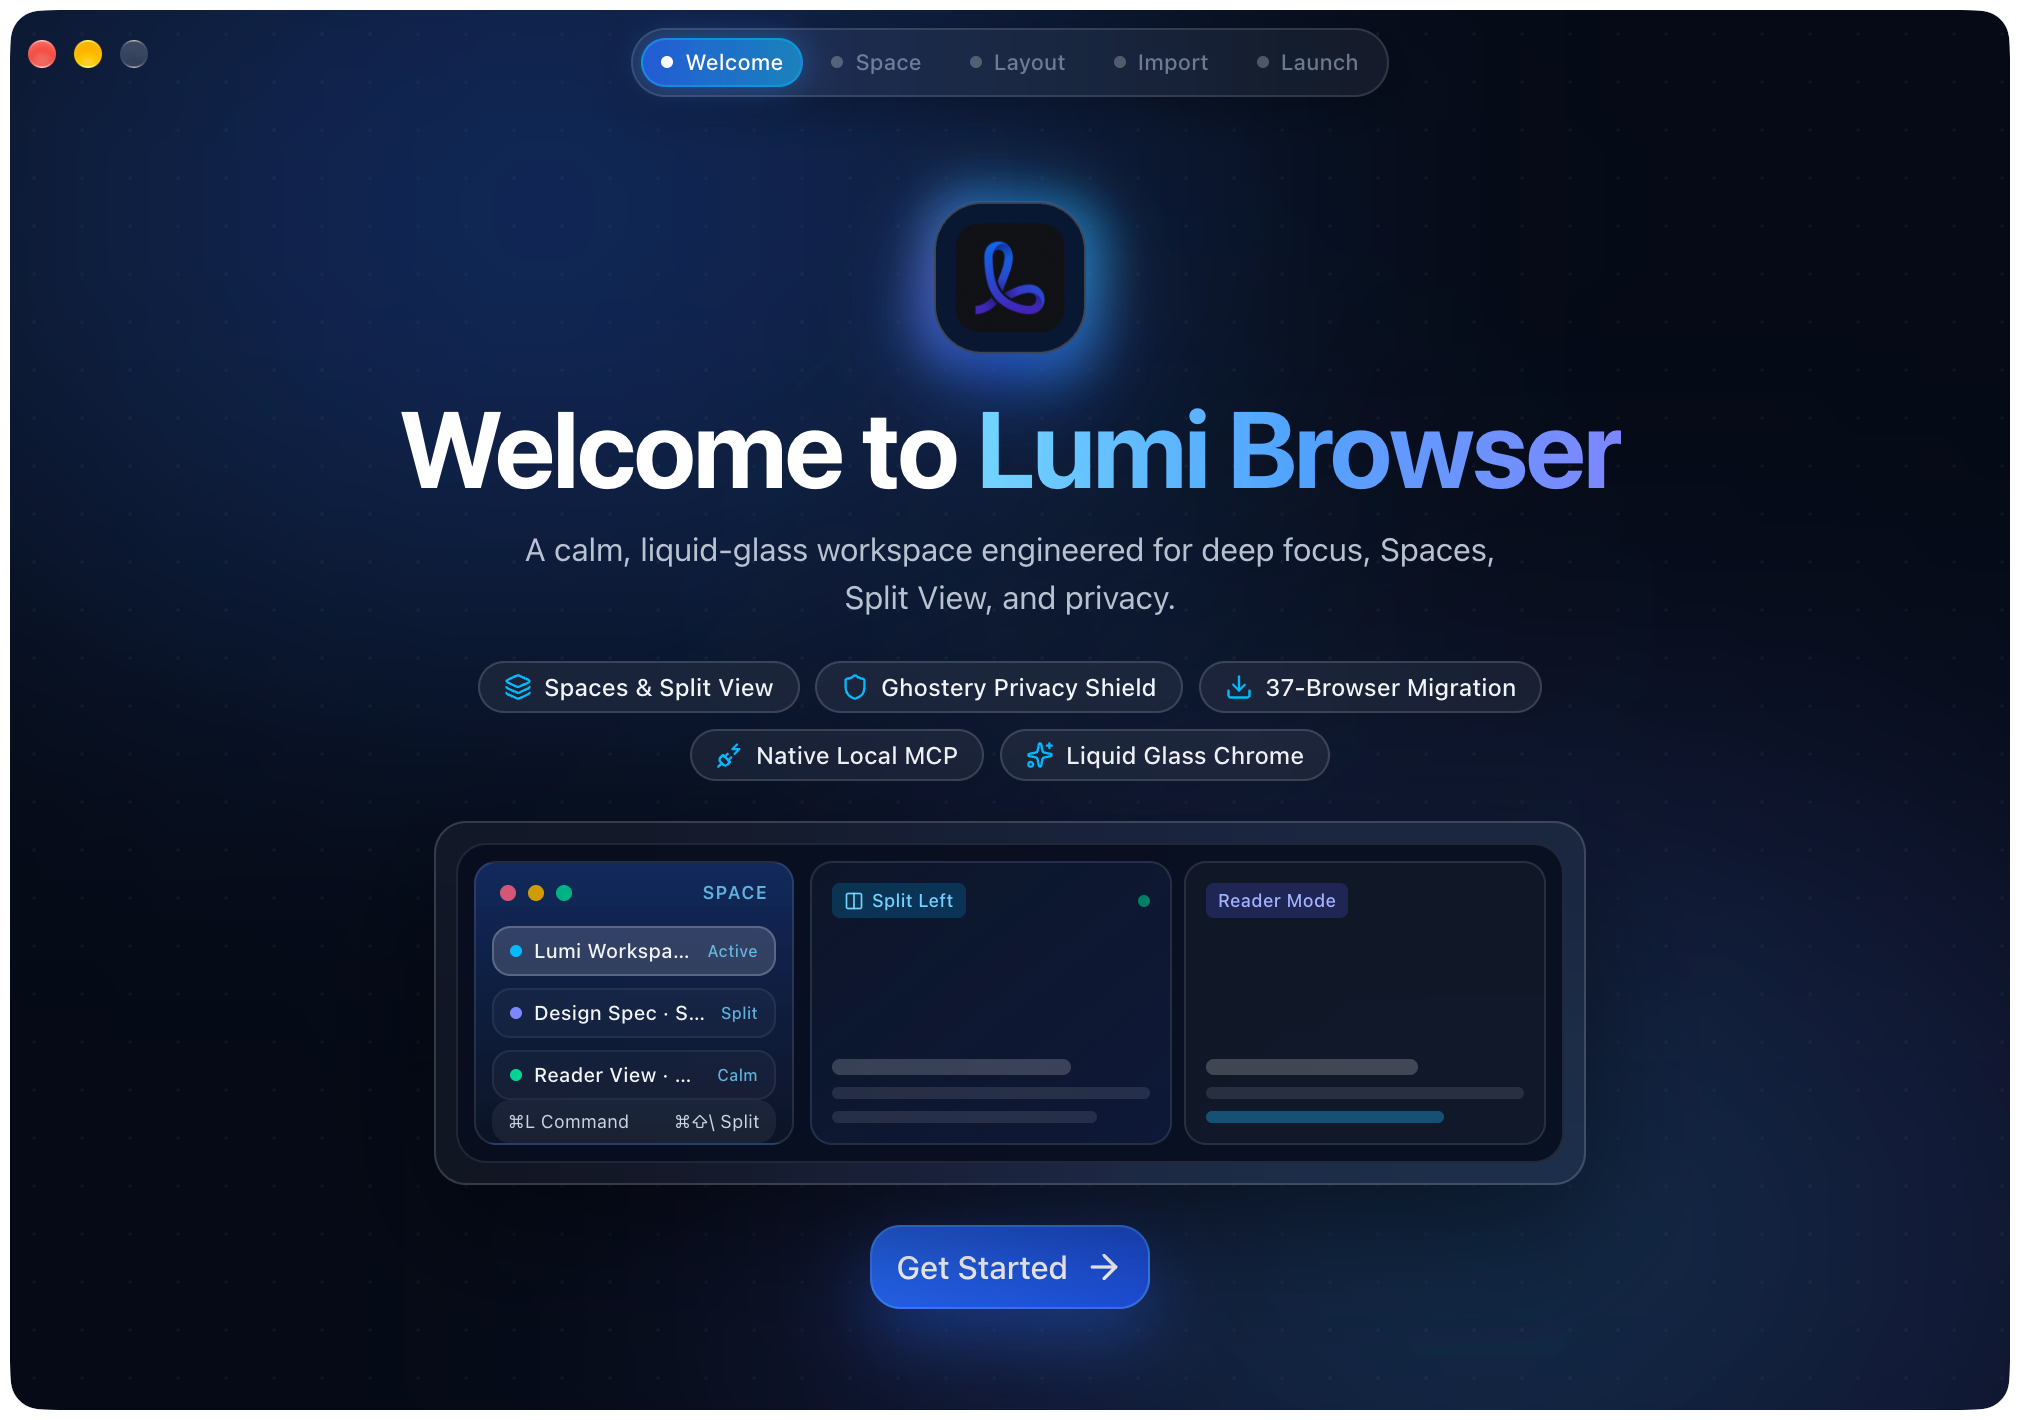 Welcome
Space
Layout
Import
Launch
Welcome to Lumi Browser
A calm, liquid-glass workspace engineered for deep focus, Spaces,
Split View, and privacy.
Spaces & Split View
Ghostery Privacy Shield
37-Browser Migration
Native Local MCP
Liquid Glass Chrome
SPACE
Lumi Workspa... Active
Design Spec · S... Split
Reader View · ... Calm
⌘L Command ⌘⇧\ Split
Split Left
Reader Mode
Get Started →